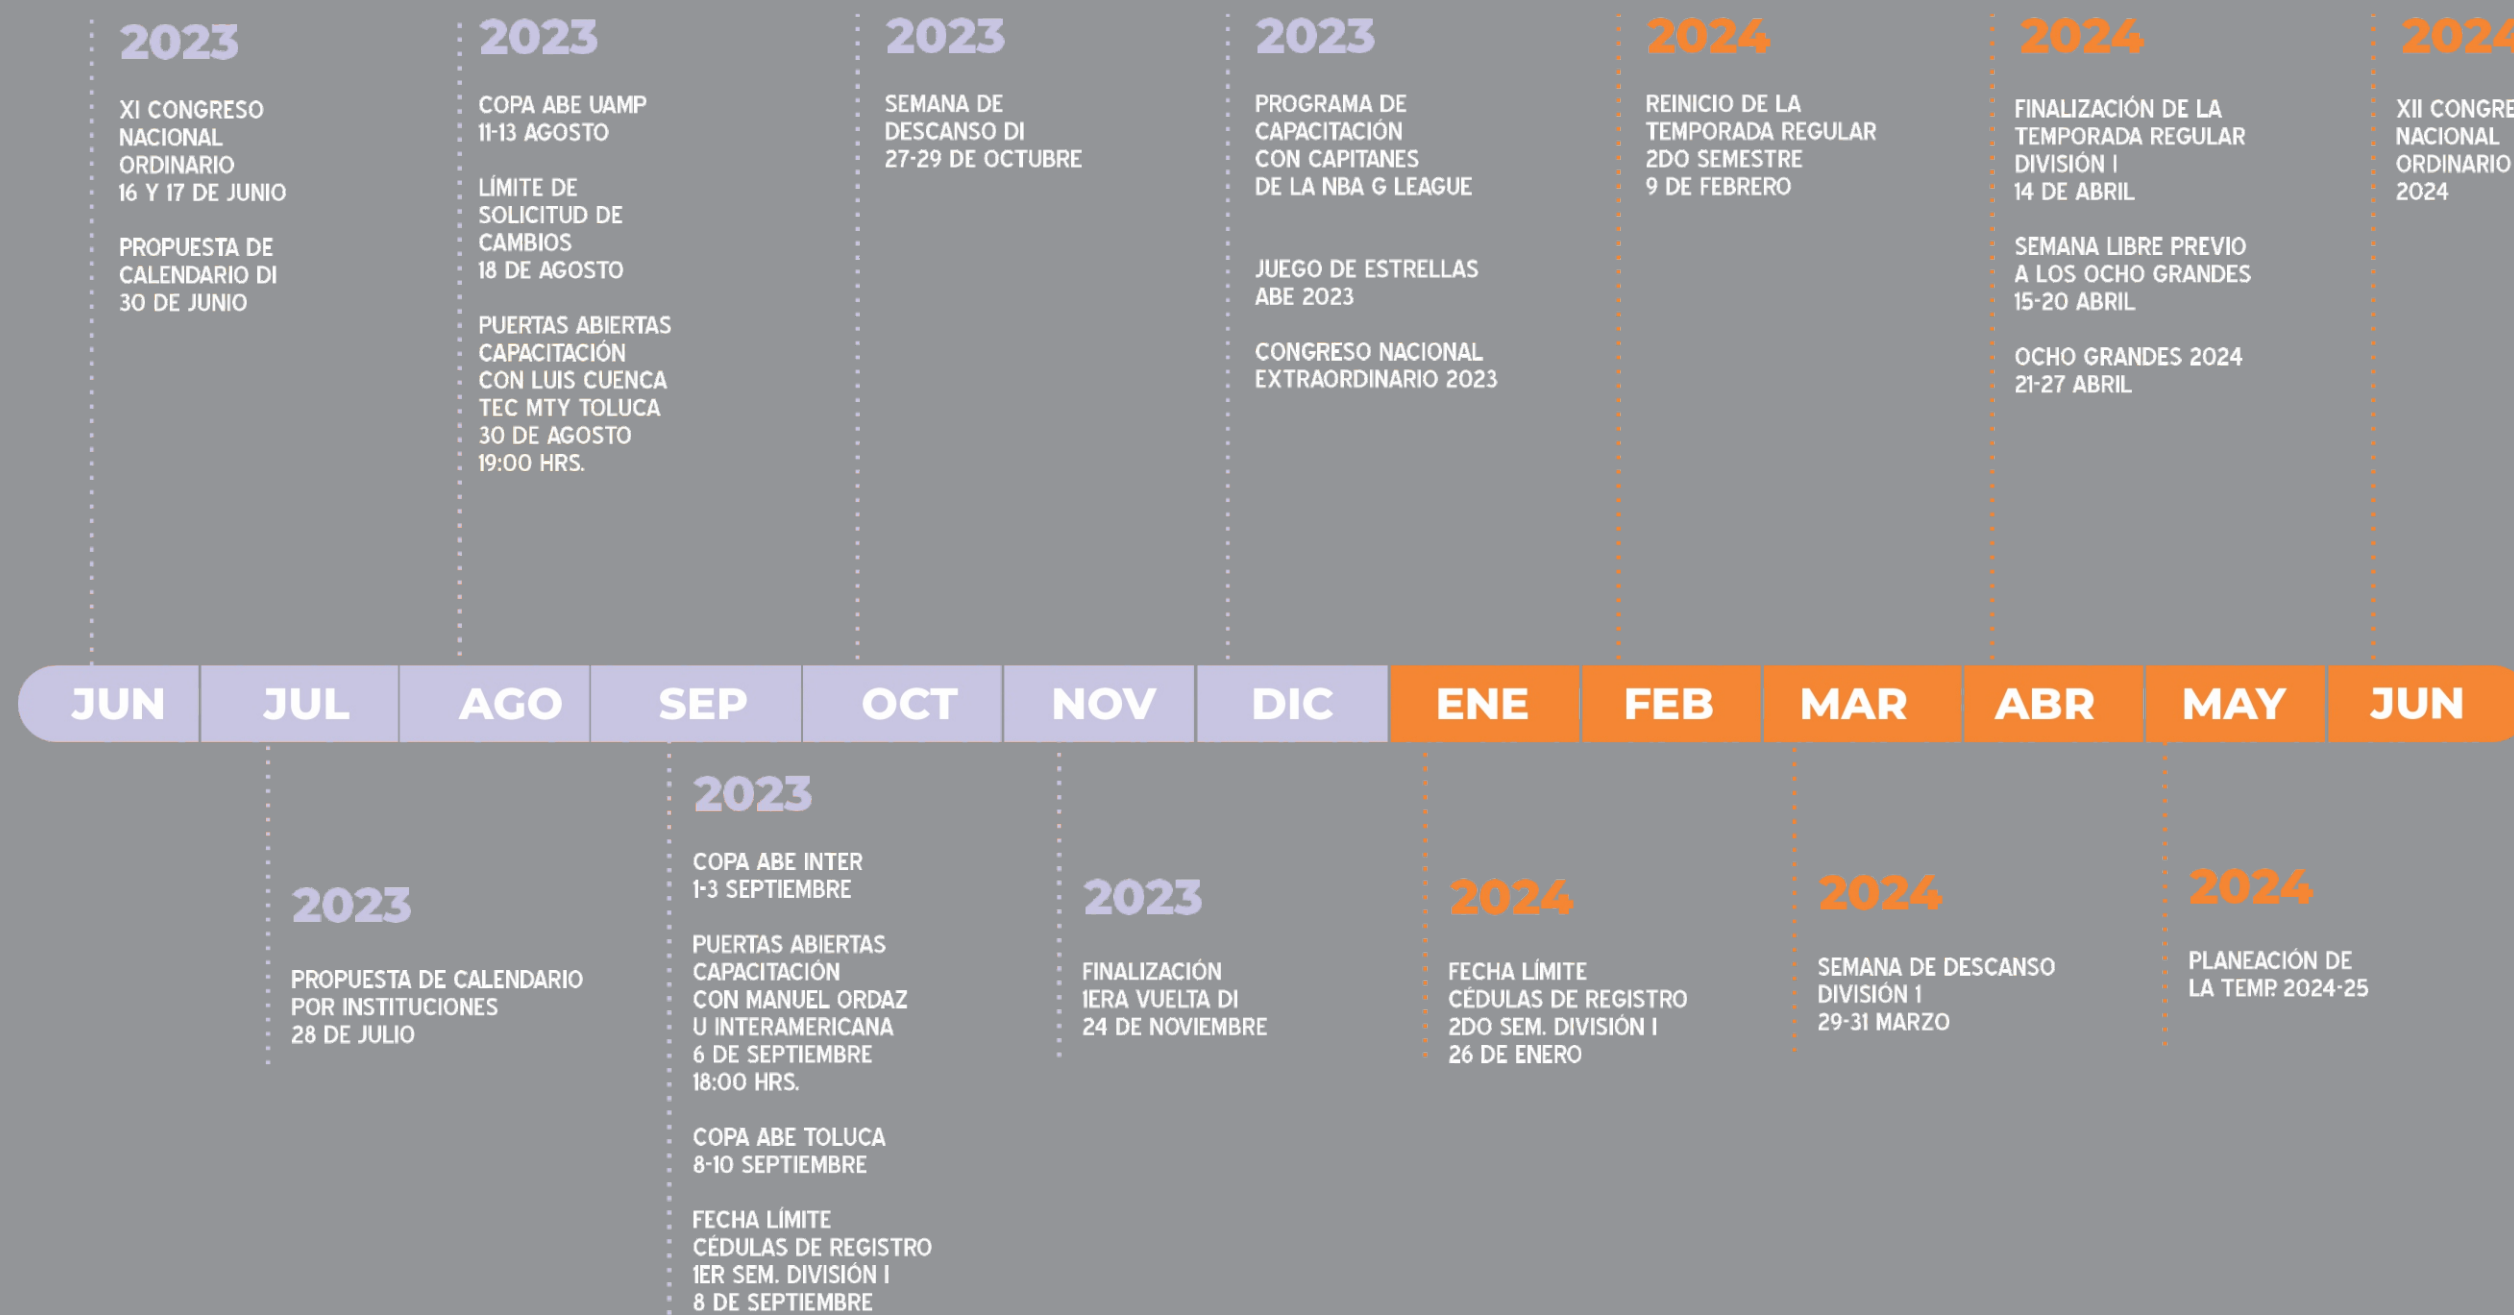 2023
XI CONGRESO
NACIONAL
ORDINARIO
16 Y 17 DE JUNIO
PROPUESTA DE
CALENDARIO DI
30 DE JUNIO
2023
COPA ABE UAMP
11-13 AGOSTO
LÍMITE DE
SOLICITUD DE
CAMBIOS
18 DE AGOSTO
PUERTAS ABIERTAS
CAPACITACIÓN
CON LUIS CUENCA
TEC MTY TOLUCA
30 DE AGOSTO
19:00 HRS.
2023
SEMANA DE
DESCANSO DI
27-29 DE OCTUBRE
2023
PROGRAMA DE
CAPACITACIÓN
CON CAPITANES
DE LA NBA G LEAGUE
JUEGO DE ESTRELLAS
ABE 2023
CONGRESO NACIONAL
EXTRAORDINARIO 2023
2024
REINICIO DE LA
TEMPORADA REGULAR
2DO SEMESTRE
9 DE FEBRERO
2024
FINALIZACIÓN DE LA
TEMPORADA REGULAR
DIVISIÓN I
14 DE ABRIL
SEMANA LIBRE PREVIO
A LOS OCHO GRANDES
15-20 ABRIL
OCHO GRANDES 2024
21-27 ABRIL
2024
XII CONGRE
NACIONAL
ORDINARIO
2024
JUN JUL AGO SEP OCT NOV DIC ENE FEB MAR ABR MAY JUN
2023
PROPUESTA DE CALENDARIO
POR INSTITUCIONES
28 DE JULIO
2023
COPA ABE INTER
1-3 SEPTIEMBRE
PUERTAS ABIERTAS
CAPACITACIÓN
CON MANUEL ORDAZ
U INTERAMERICANA
6 DE SEPTIEMBRE
18:00 HRS.
COPA ABE TOLUCA
8-10 SEPTIEMBRE
FECHA LÍMITE
CÉDULAS DE REGISTRO
1ER SEM. DIVISIÓN I
8 DE SEPTIEMBRE
2023
FINALIZACIÓN
1ERA VUELTA DI
24 DE NOVIEMBRE
2024
FECHA LÍMITE
CÉDULAS DE REGISTRO
2DO SEM. DIVISIÓN I
26 DE ENERO
2024
SEMANA DE DESCANSO
DIVISIÓN 1
29-31 MARZO
2024
PLANEACIÓN DE
LA TEMP. 2024-25